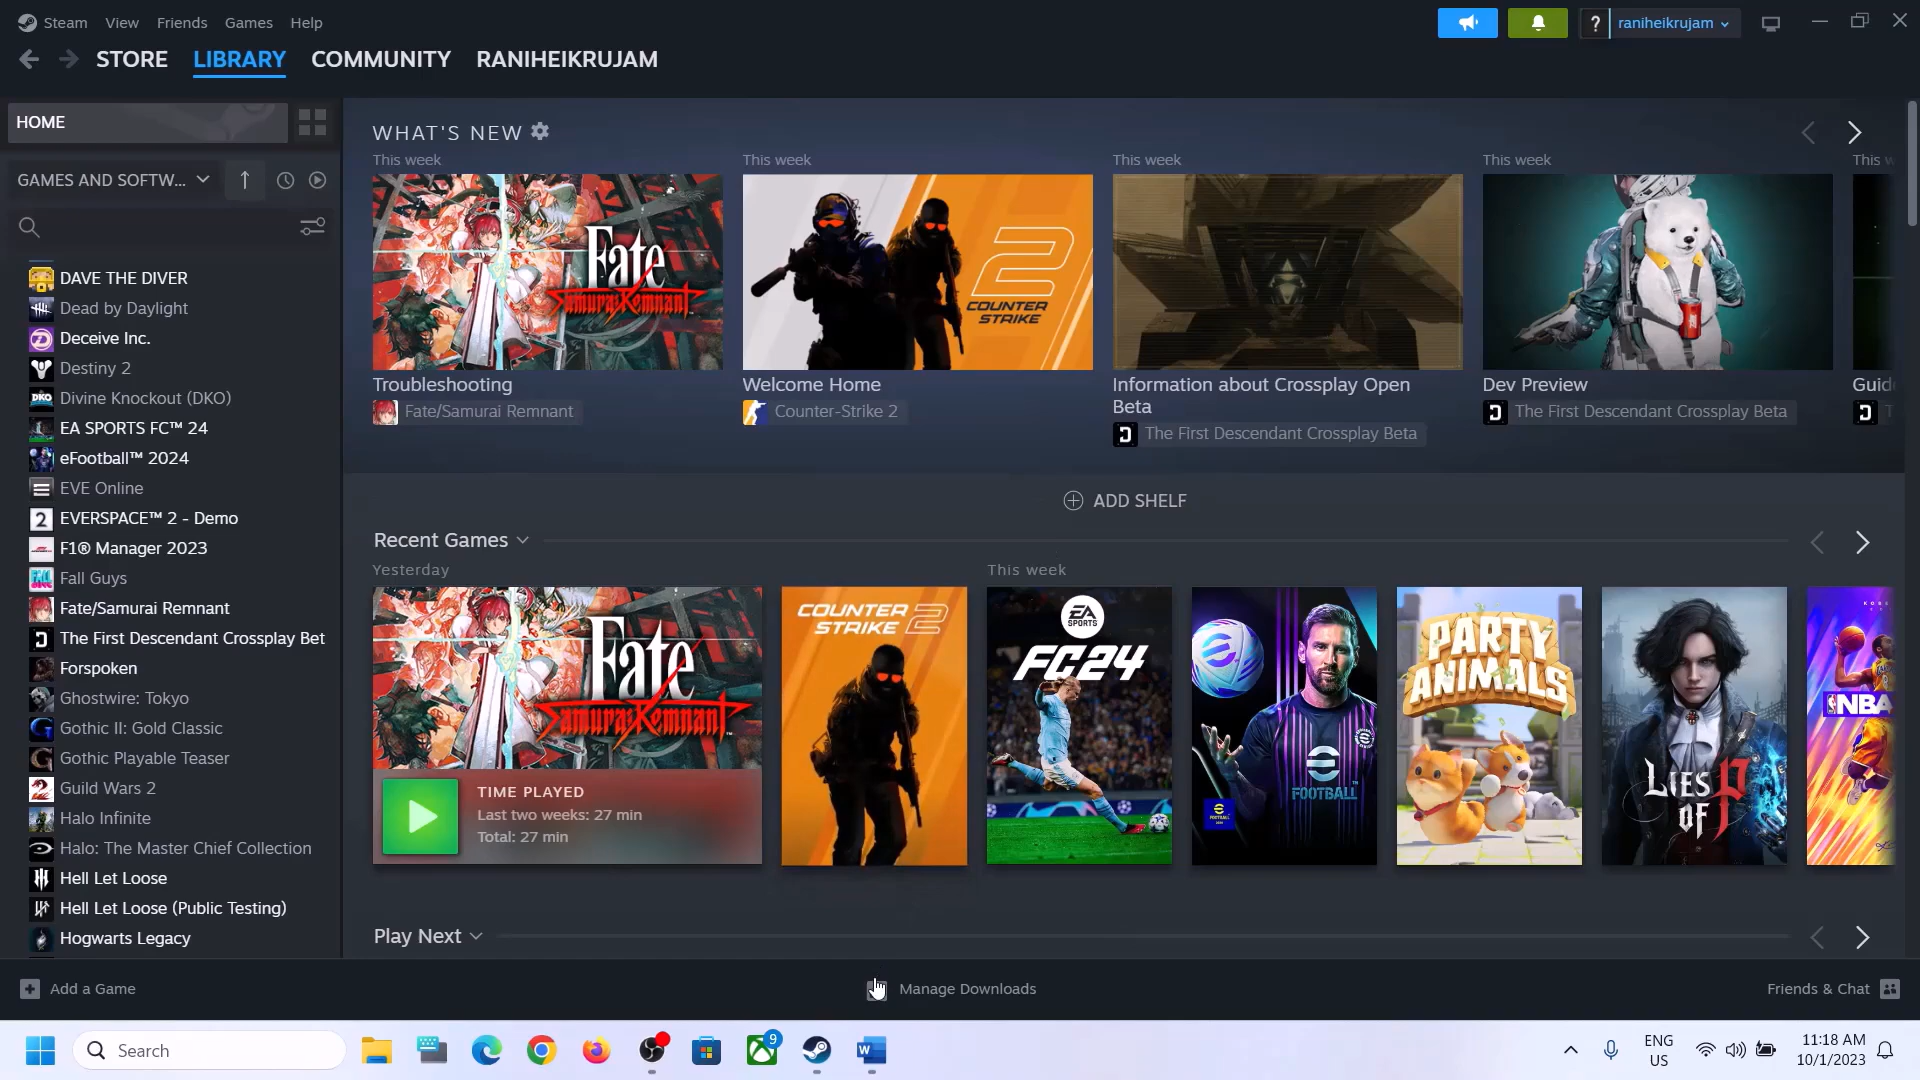 Steam View Friends Games Help
? raniheikrujam
STORE LIBRARY COMMUNITY RANIHEIKRUJAM
HOME
GAMES AND SOFTW...
DAVE THE DIVER
Dead by Daylight
Deceive Inc.
Destiny 2
Divine Knockout (DKO)
EA SPORTS FC™ 24
eFootball™ 2024
EVE Online
EVERSPACE™ 2 - Demo
F1® Manager 2023
Fall Guys
Fate/Samurai Remnant
The First Descendant Crossplay Bet
Forspoken
Ghostwire: Tokyo
Gothic II: Gold Classic
Gothic Playable Teaser
Guild Wars 2
Halo Infinite
Halo: The Master Chief Collection
Hell Let Loose
Hell Let Loose (Public Testing)
Hogwarts Legacy
WHAT'S NEW
This week
This week
This week
This week
This w
Fate
Samurai Remnant
2
COUNTER
STRIKE
Troubleshooting
Fate/Samurai Remnant
Welcome Home
Counter-Strike 2
Information about Crossplay Open
Beta
The First Descendant Crossplay Beta
Dev Preview
The First Descendant Crossplay Beta
Guid
T
ADD SHELF
Recent Games
Yesterday
This week
Fate
Samurai Remnant
TIME PLAYED
Last two weeks: 27 min
Total: 27 min
COUNTER
STRIKE 2
EA
SPORTS
FC24
FOOTBALL
PARTY
ANIMALS
LIES
OF P
NBA
Play Next
Add a Game
Manage Downloads
Friends & Chat
Search
9
ENG
US
11:18 AM
10/1/2023